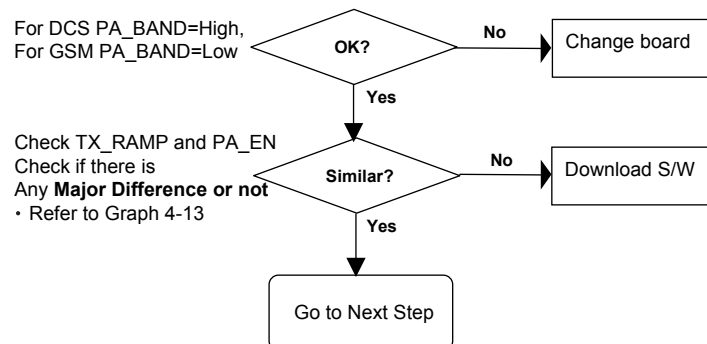 For DCS PA_BAND=High,
For GSM PA_BAND=Low
OK?
No
Change board
Yes
Check TX_RAMP and PA_EN
Check if there is
Any Major Difference or not
· Refer to Graph 4-13
Similar?
No
Download S/W
Yes
Go to Next Step